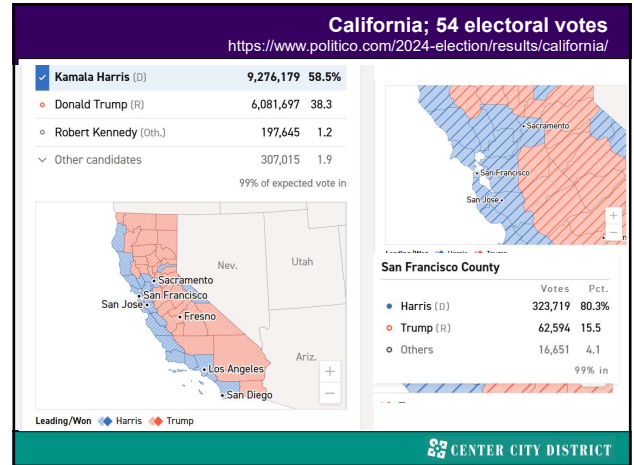 California; 54 electoral votes
https://www.politico.com/2024-election/results/california/
Kamala Harris (D) 9,276,179 58.5%
Donald Trump (R) 6,081,697 38.3
Robert Kennedy (Oth.) 197,645 1.2
Other candidates 307,015 1.9
99% of expected vote in
Nev.
Utah
Sacramento
San Francisco
San Jose
Fresno
Ariz.
Los Angeles
San Diego
+
−
Leading/Won Harris Trump
Sacramento
San Francisco
San Jose
+
−
San Francisco County
Votes Pct.
Harris (D) 323,719 80.3%
Trump (R) 62,594 15.5
Others 16,651 4.1
99% in
CENTER CITY DISTRICT